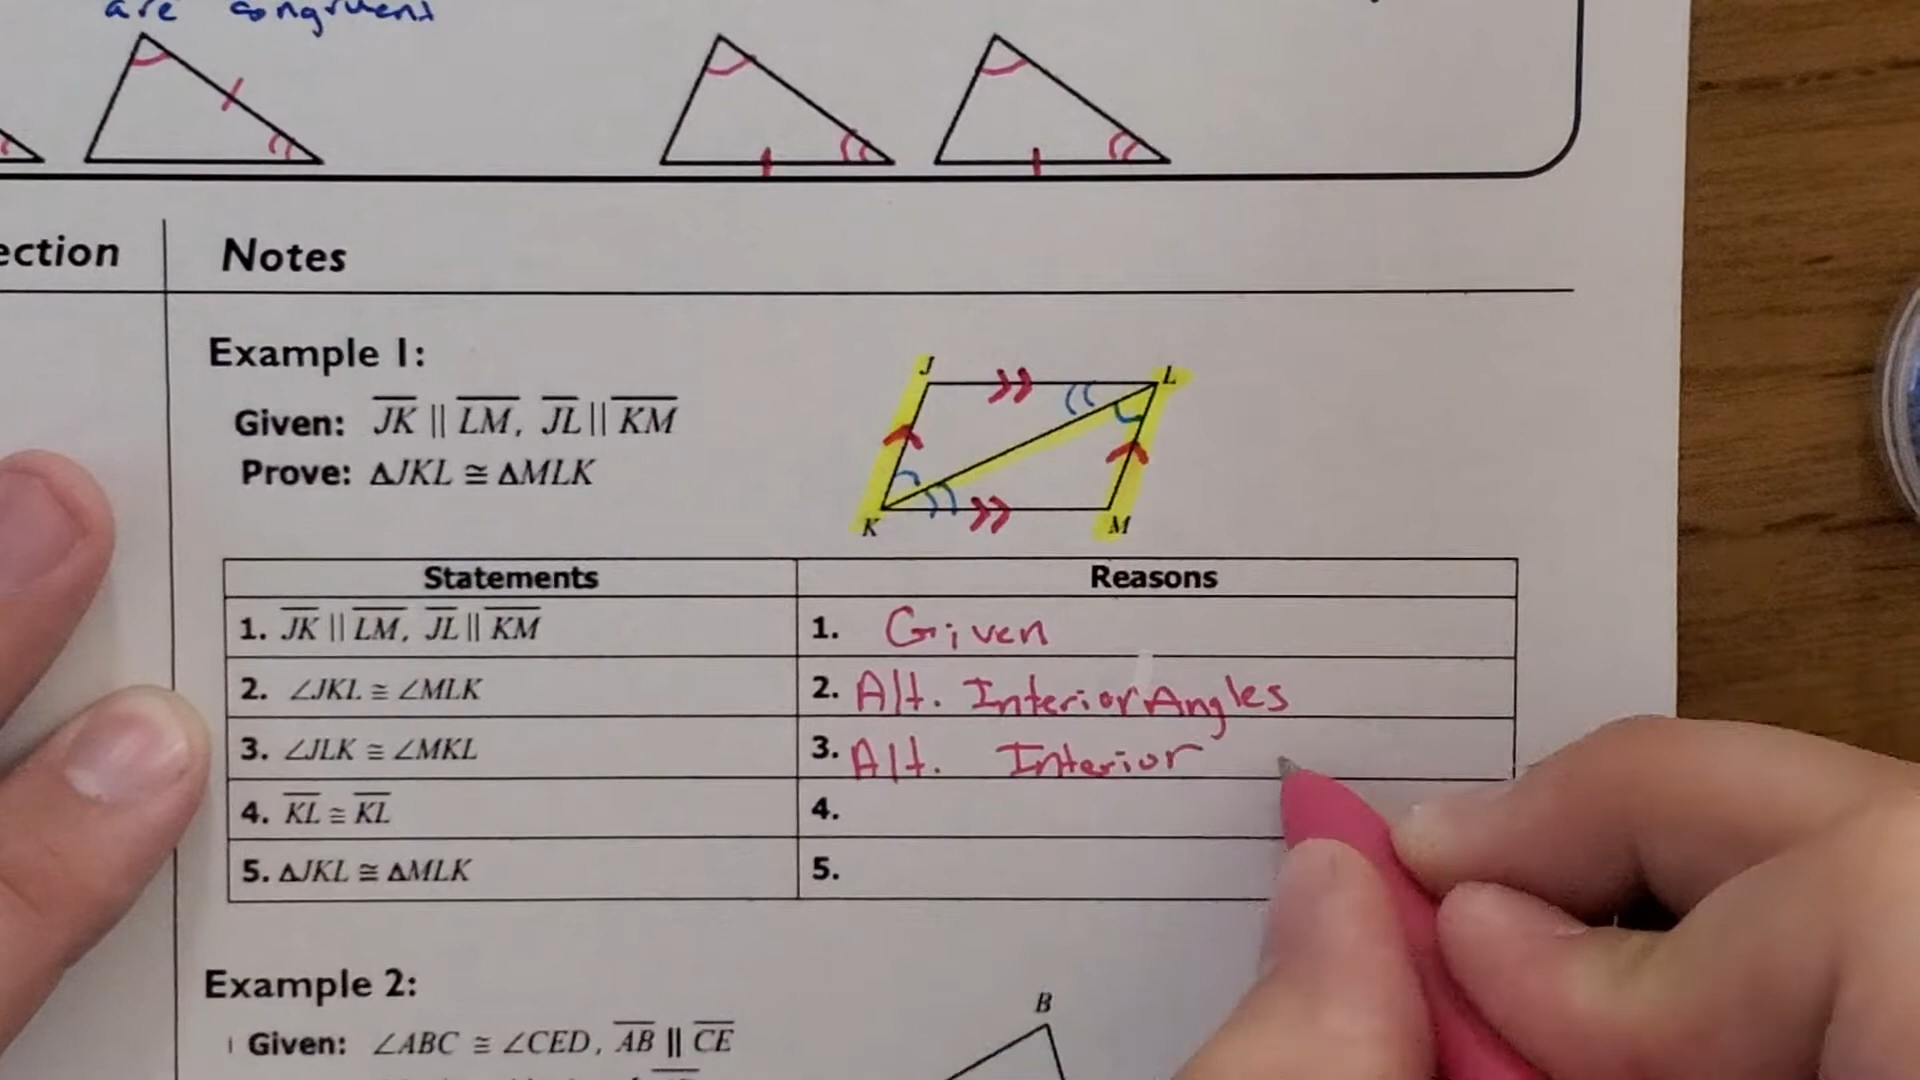 are congruent
ection Notes
Example 1:
Given: JK || LM, JL || KM
Prove: ΔJKL ≅ ΔMLK
J L
K M
Statements Reasons
1. JK || LM, JL || KM 1. Given
2. ∠JKL ≅ ∠MLK 2. Alt. Interior Angles
3. ∠JLK ≅ ∠MKL 3. Alt. Interior
4. KL ≅ KL 4.
5. ΔJKL ≅ ΔMLK 5.
Example 2:
B
Given: ∠ABC ≅ ∠CED, AB || CE